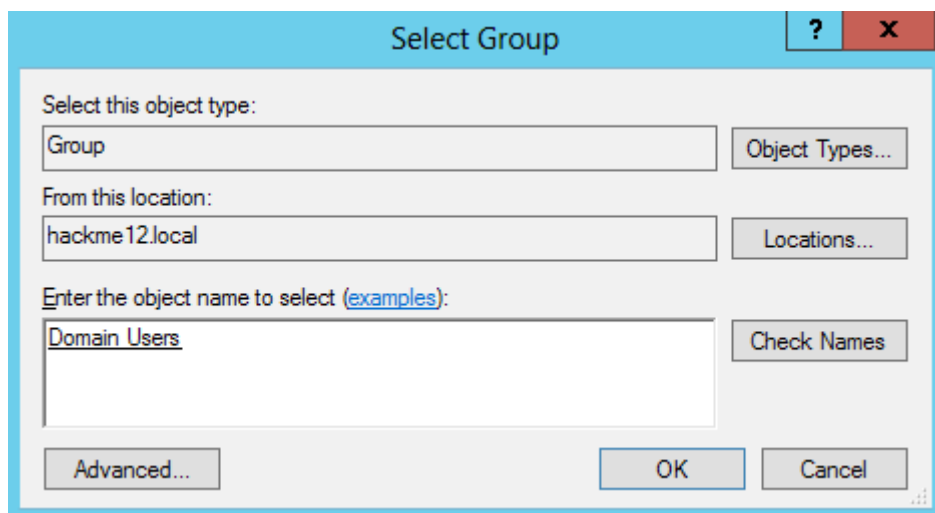 Select Group
?
x
Select this object type:
Group
Object Types...
From this location:
hackme12.local
Locations...
Enter the object name to select (examples):
Domain Users
Check Names
Advanced...
OK
Cancel